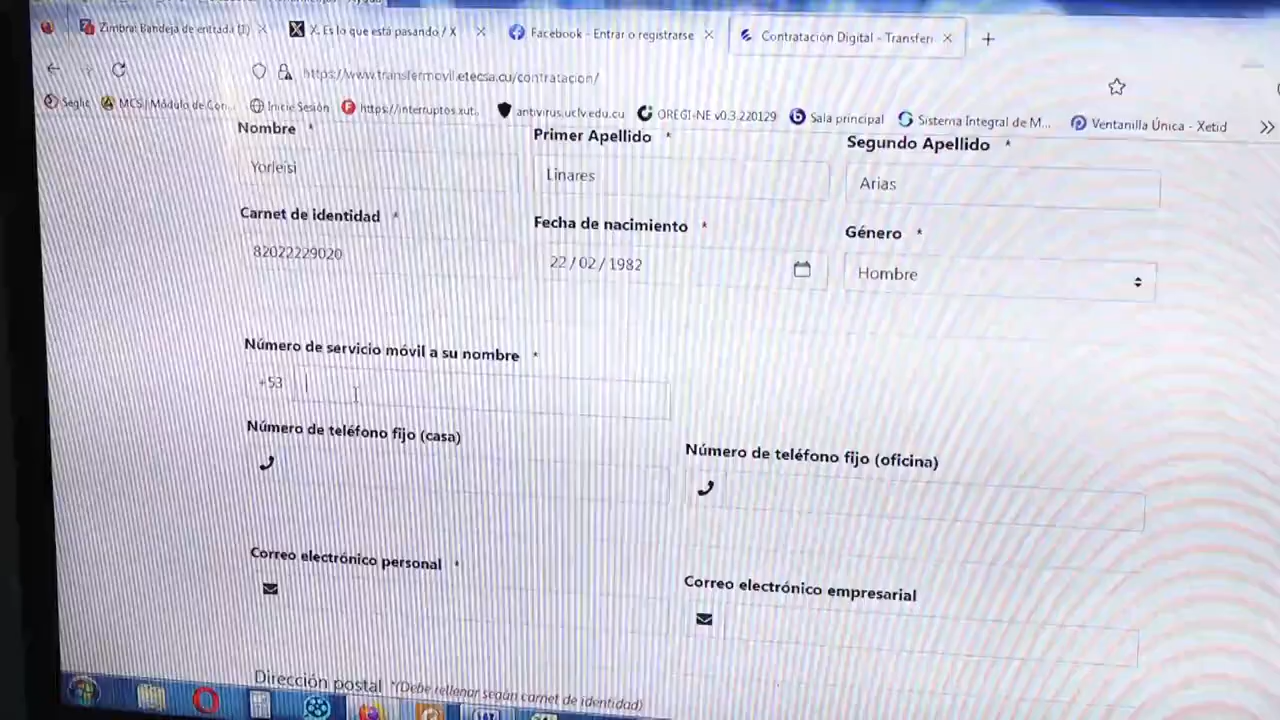 Zimbra: Bandeja de entrada (1)
X. Es lo que está pasando / X
Facebook - Entrar o registrarse
Contratación Digital - Transfer
https://www.transfermovil.etecsa.cu/contratacion/
Seglic
MCS | Módulo de Con...
Inicie Sesión
https://interruptos.xut...
antivirus.uclv.edu.cu
OREGI-NE v0.3.220129
Sala principal
Sistema Integral de M...
Ventanilla Única - Xetid
Nombre *
Primer Apellido *
Segundo Apellido *
Yorleisi
Linares
Arias
Carnet de identidad *
Fecha de nacimiento *
Género *
82022229020
22 / 02 / 1982
Hombre
Número de servicio móvil a su nombre *
+53
Número de teléfono fijo (casa)
Número de teléfono fijo (oficina)
Correo electrónico personal *
Correo electrónico empresarial
Dirección postal *(Debe rellenar según carnet de identidad)